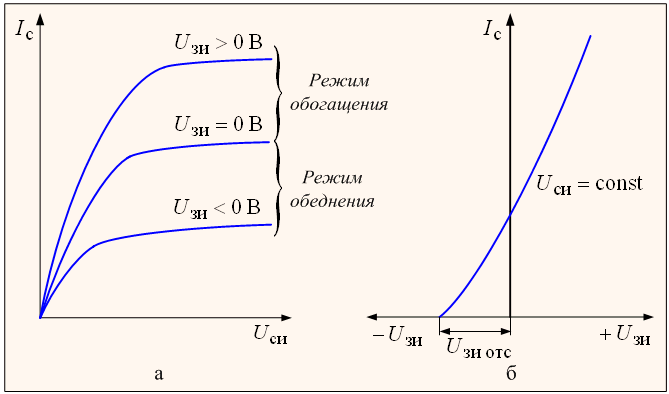 Iс
Uзи > 0 В
Режим
обогащения
Uзи = 0 В
Режим
обеднения
Uзи < 0 В
Uси
а
Iс
Uси = const
− Uзи
Uзи отс
+ Uзи
б